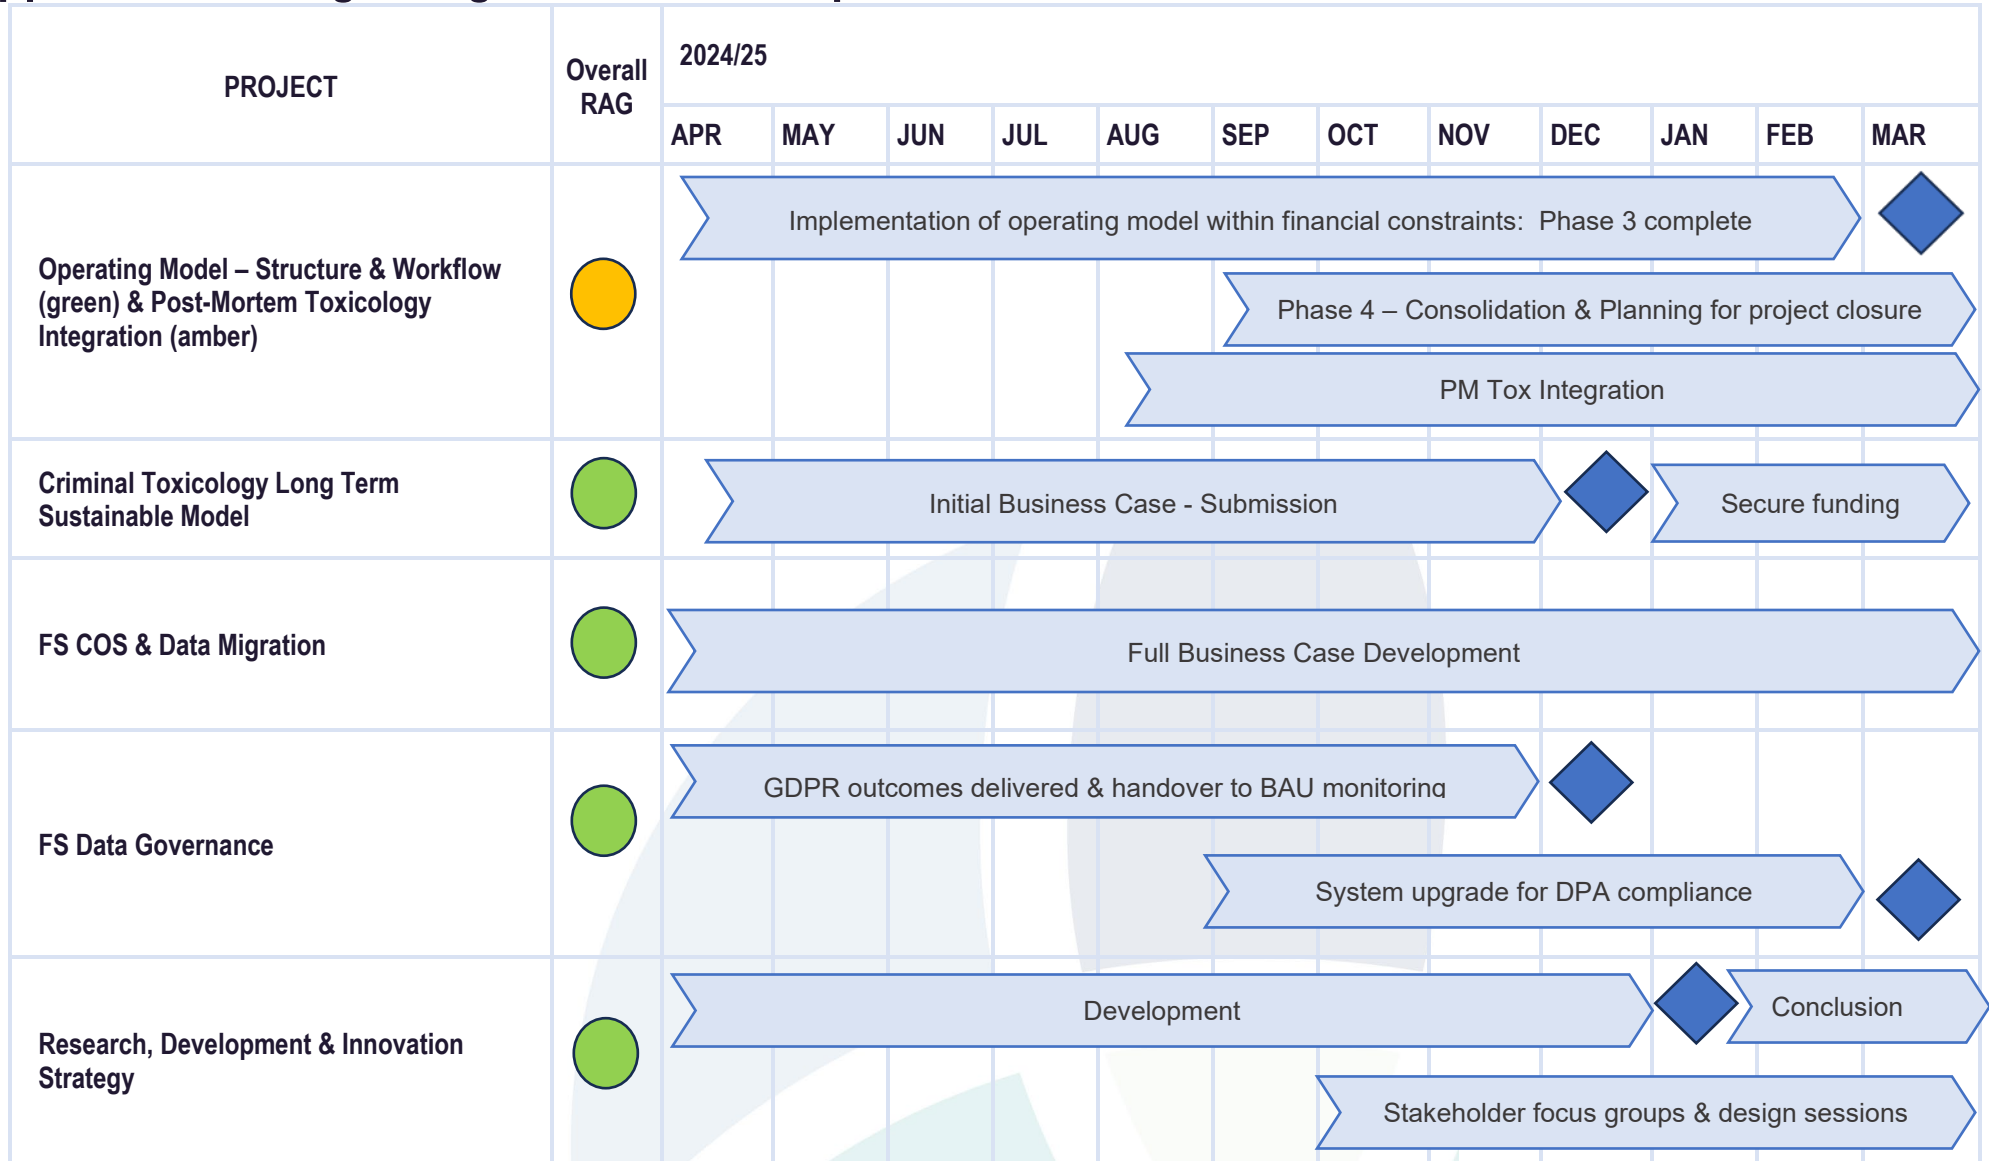 PROJECT
Overall
RAG
2024/25
APR MAY JUN JUL AUG SEP OCT NOV DEC JAN FEB MAR
Operating Model – Structure & Workflow
(green) & Post-Mortem Toxicology
Integration (amber)
Implementation of operating model within financial constraints: Phase 3 complete
Phase 4 – Consolidation & Planning for project closure
PM Tox Integration
Criminal Toxicology Long Term
Sustainable Model
Initial Business Case - Submission
Secure funding
FS COS & Data Migration
Full Business Case Development
FS Data Governance
GDPR outcomes delivered & handover to BAU monitoring
System upgrade for DPA compliance
Research, Development & Innovation
Strategy
Development
Conclusion
Stakeholder focus groups & design sessions